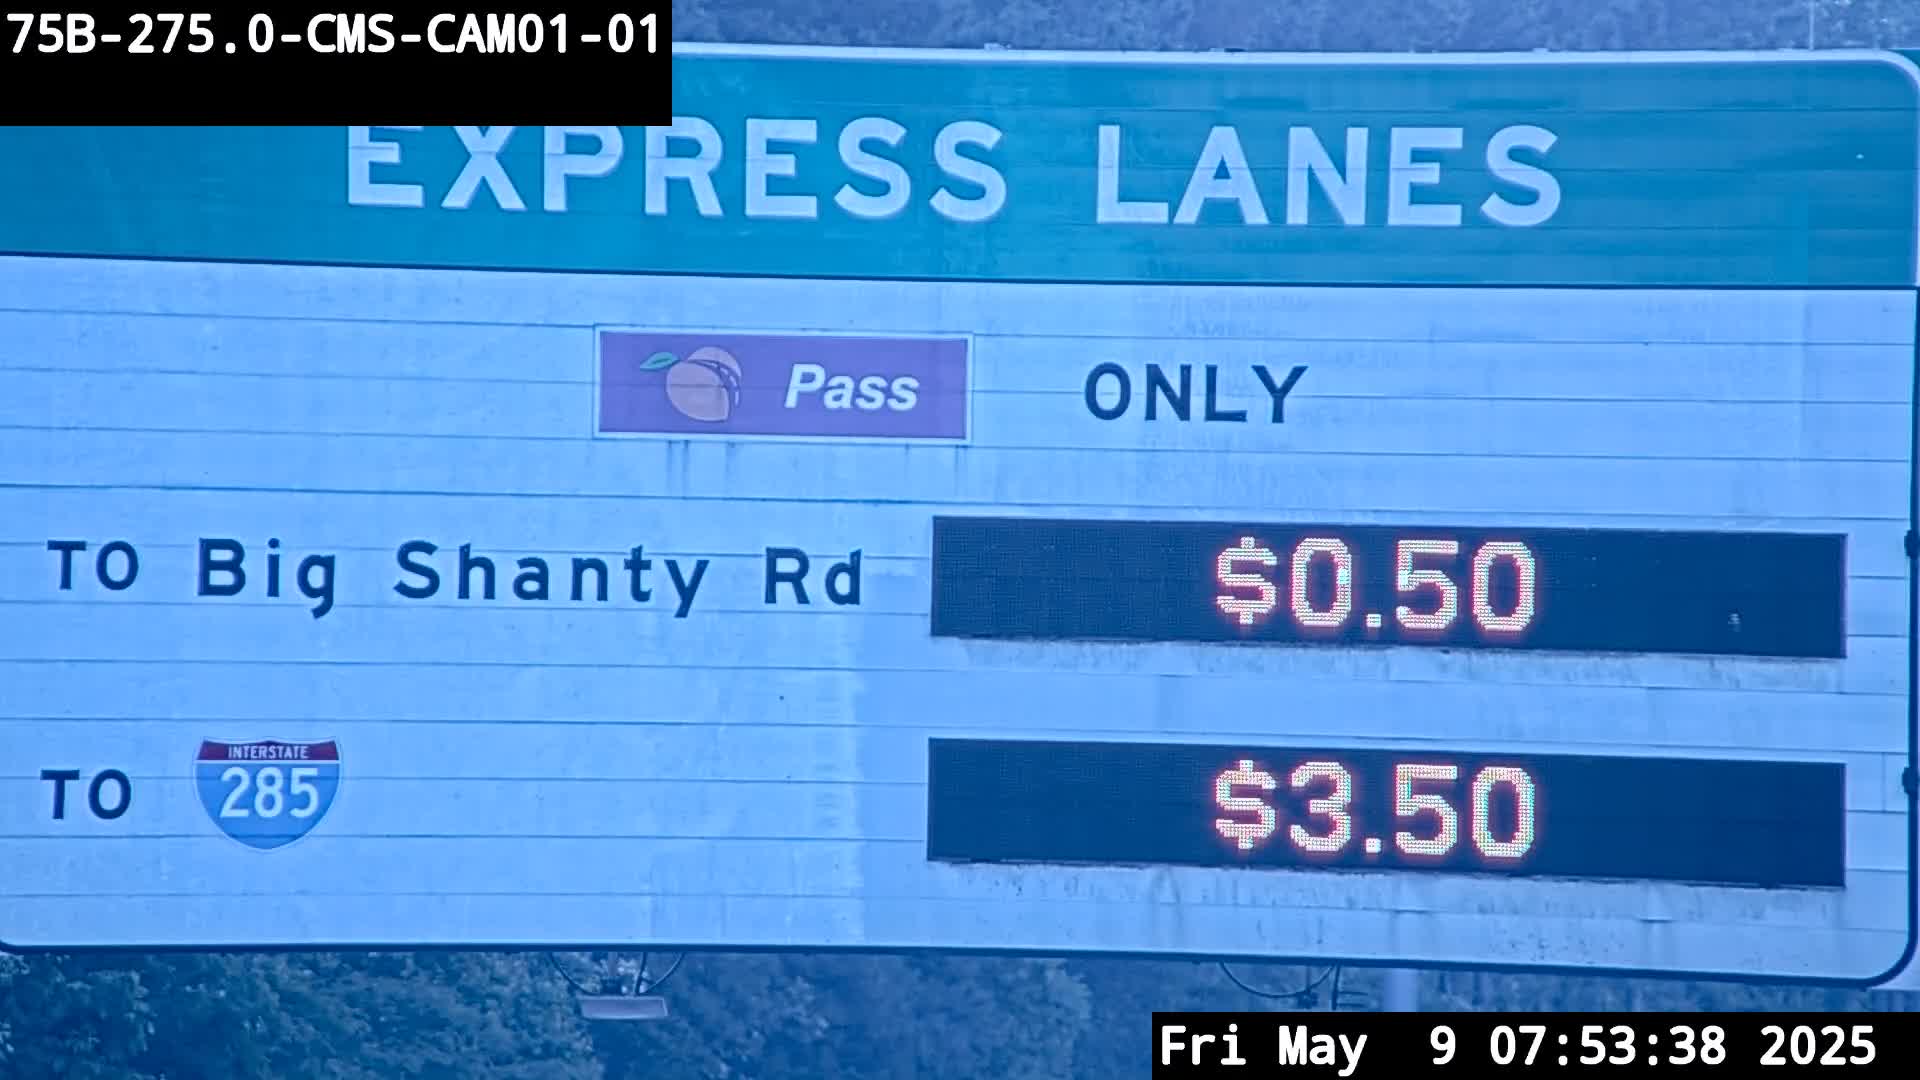 75B-275.0-CMS-CAM01-01
EXPRESS LANES
Pass ONLY
TO Big Shanty Rd $0.50
INTERSTATE
TO 285 $3.50
Fri May 9 07:53:38 2025